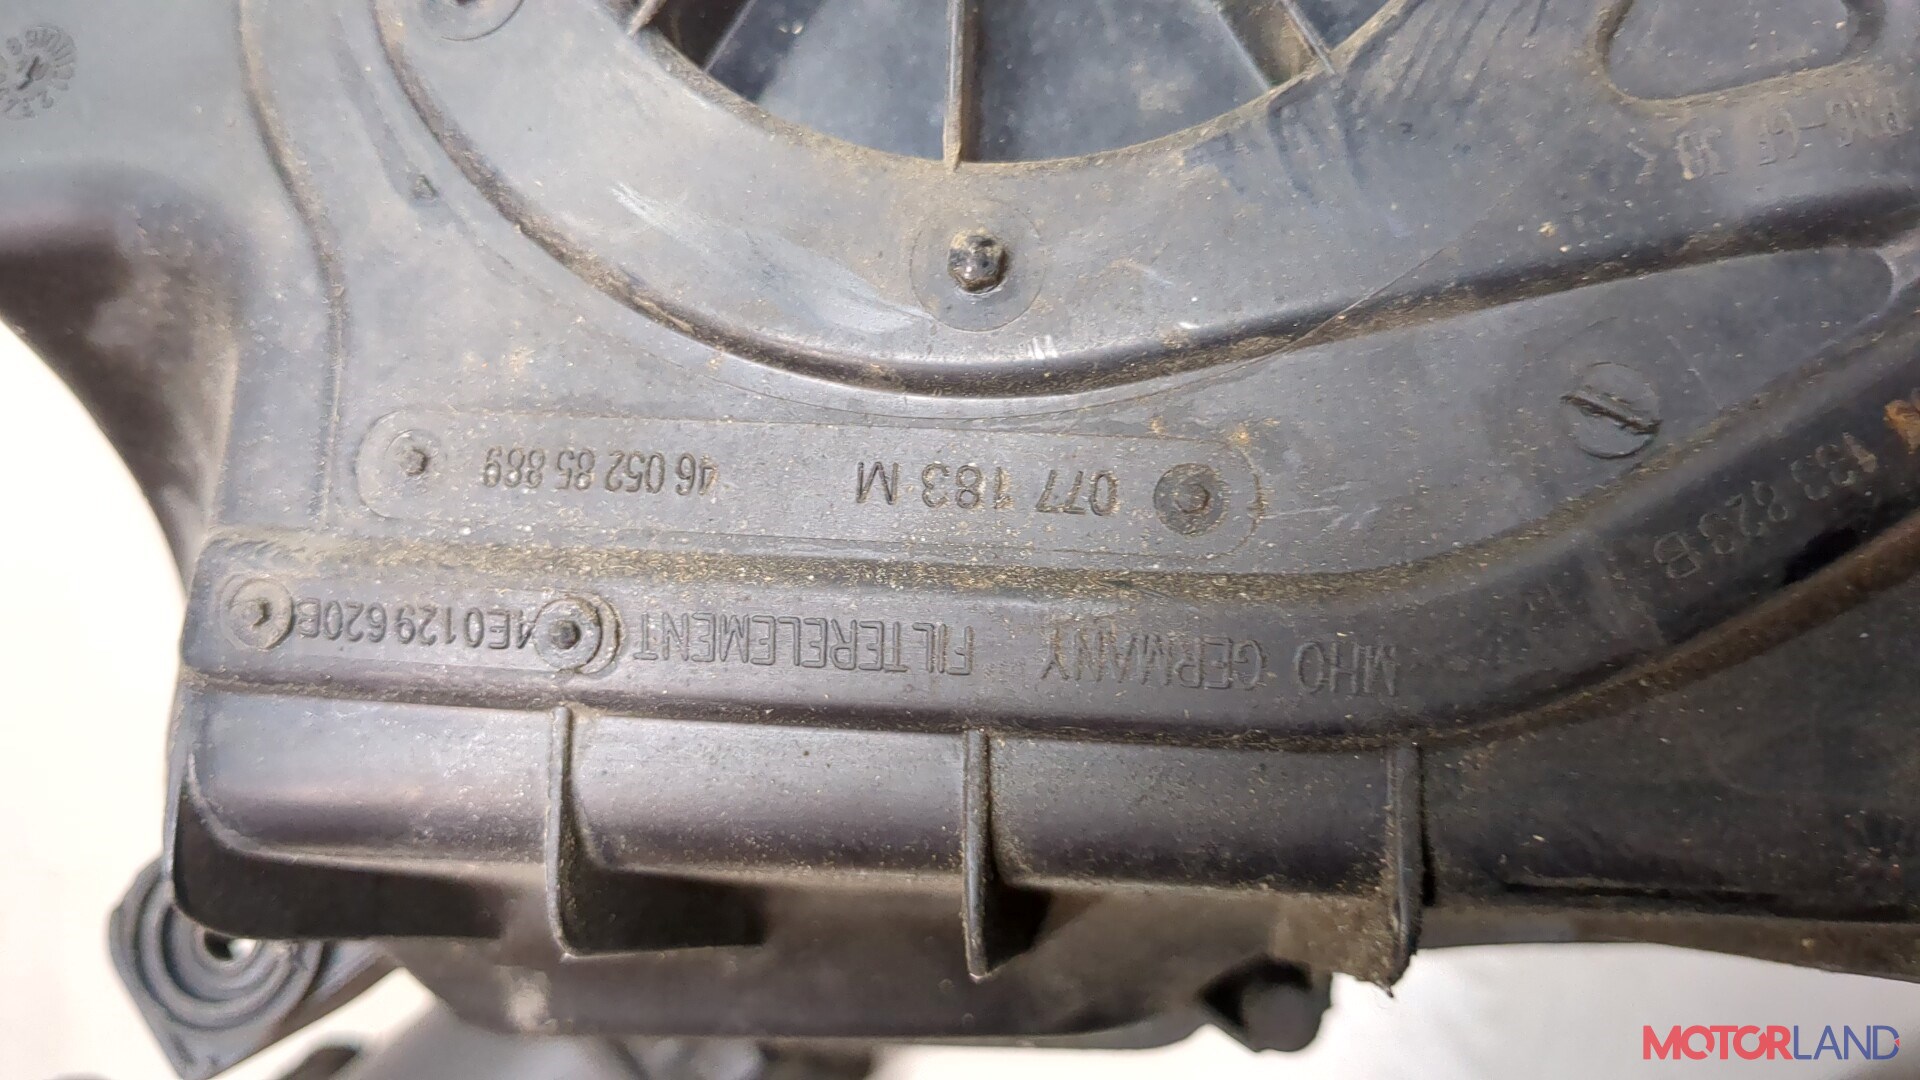 MHO GERMANY FILTERELEMENT 4E0129620B
077 183 M 46 052 85 889
133 823 B
MOTORLAND